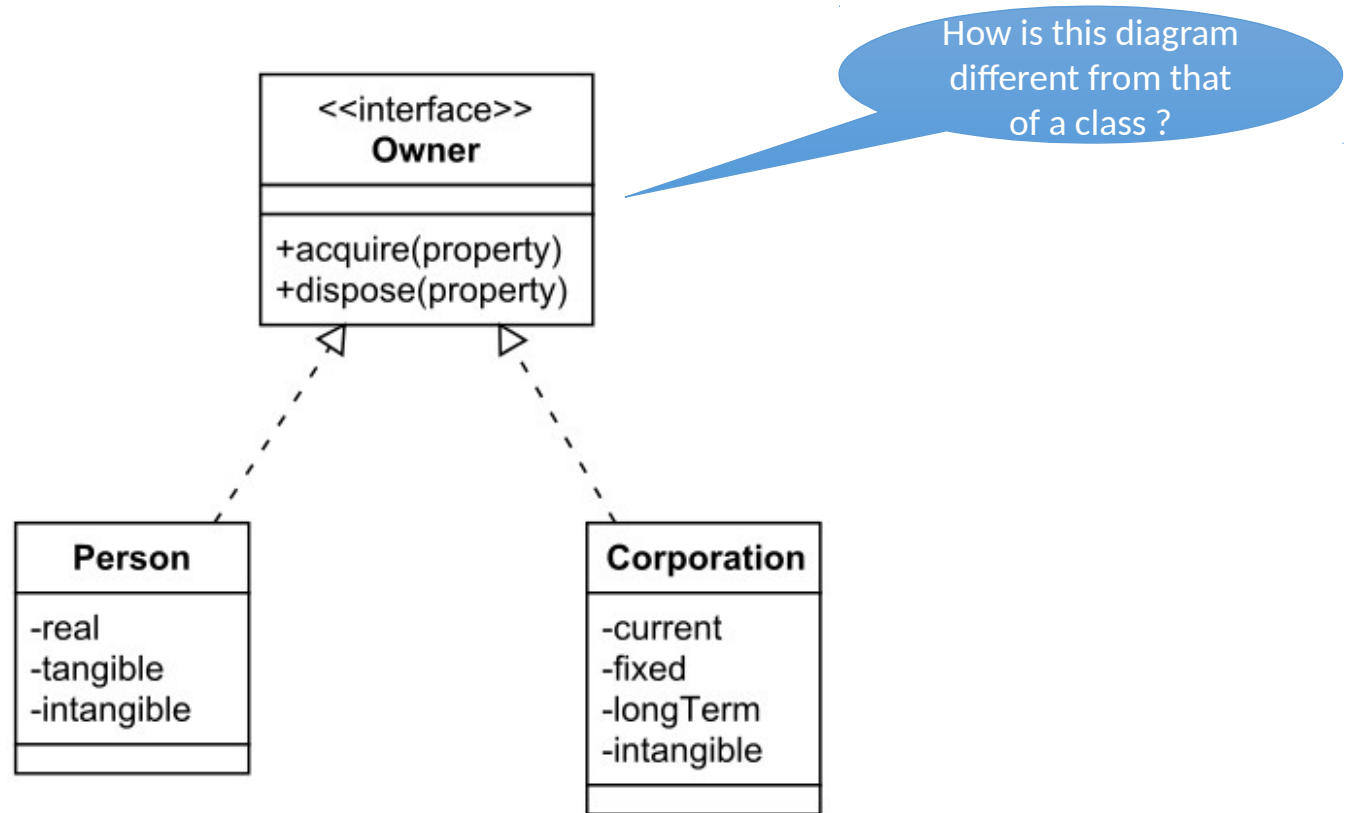 How is this diagram
different from that
of a class ?
<<interface>>
Owner
+acquire(property)
+dispose(property)
Person
-real
-tangible
-intangible
Corporation
-current
-fixed
-longTerm
-intangible